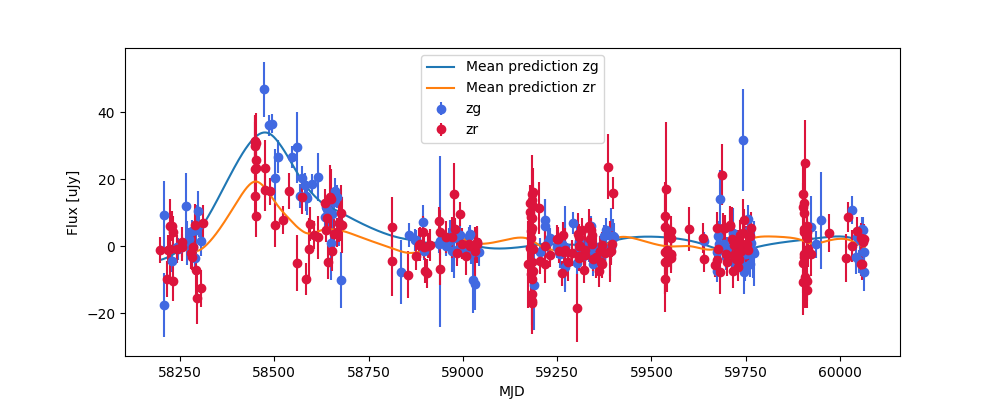 Mean prediction zg
Mean prediction zr
zg
zr
Flux [uJy]
40
20
0
−20
58250 58500 58750 59000 59250 59500 59750 60000
MJD